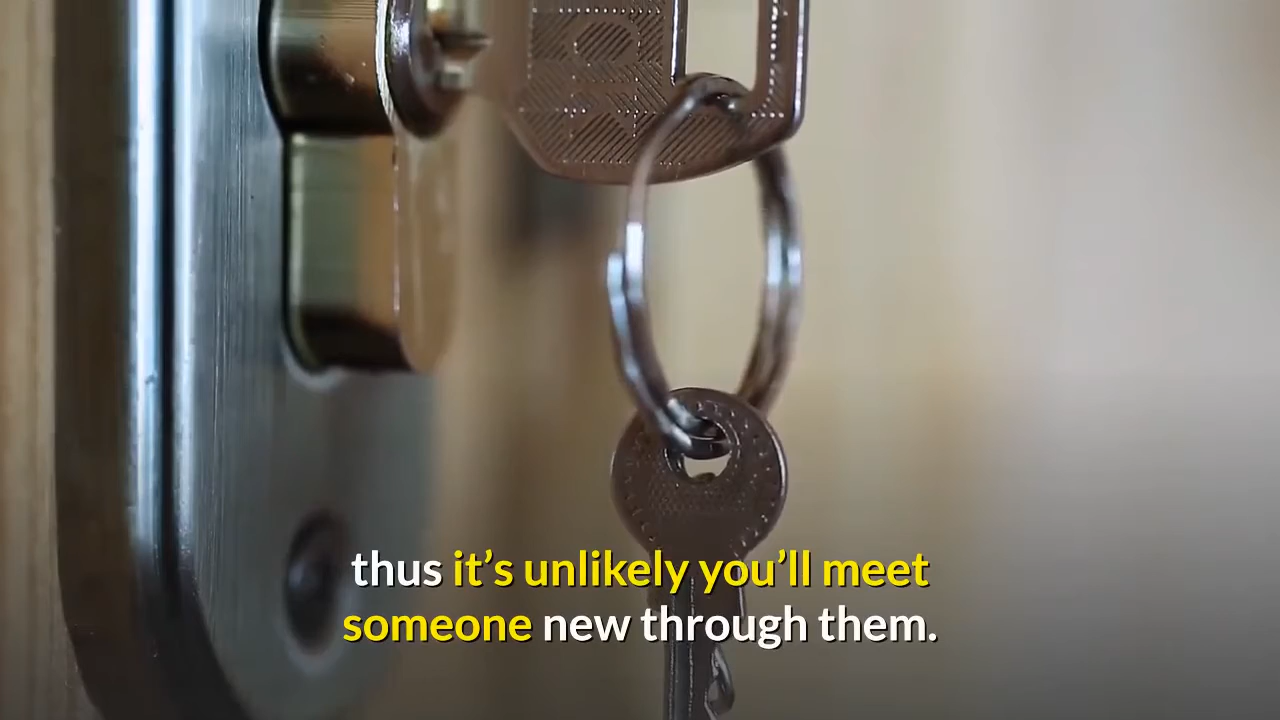 thus it’s unlikely you’ll meet
someone new through them.